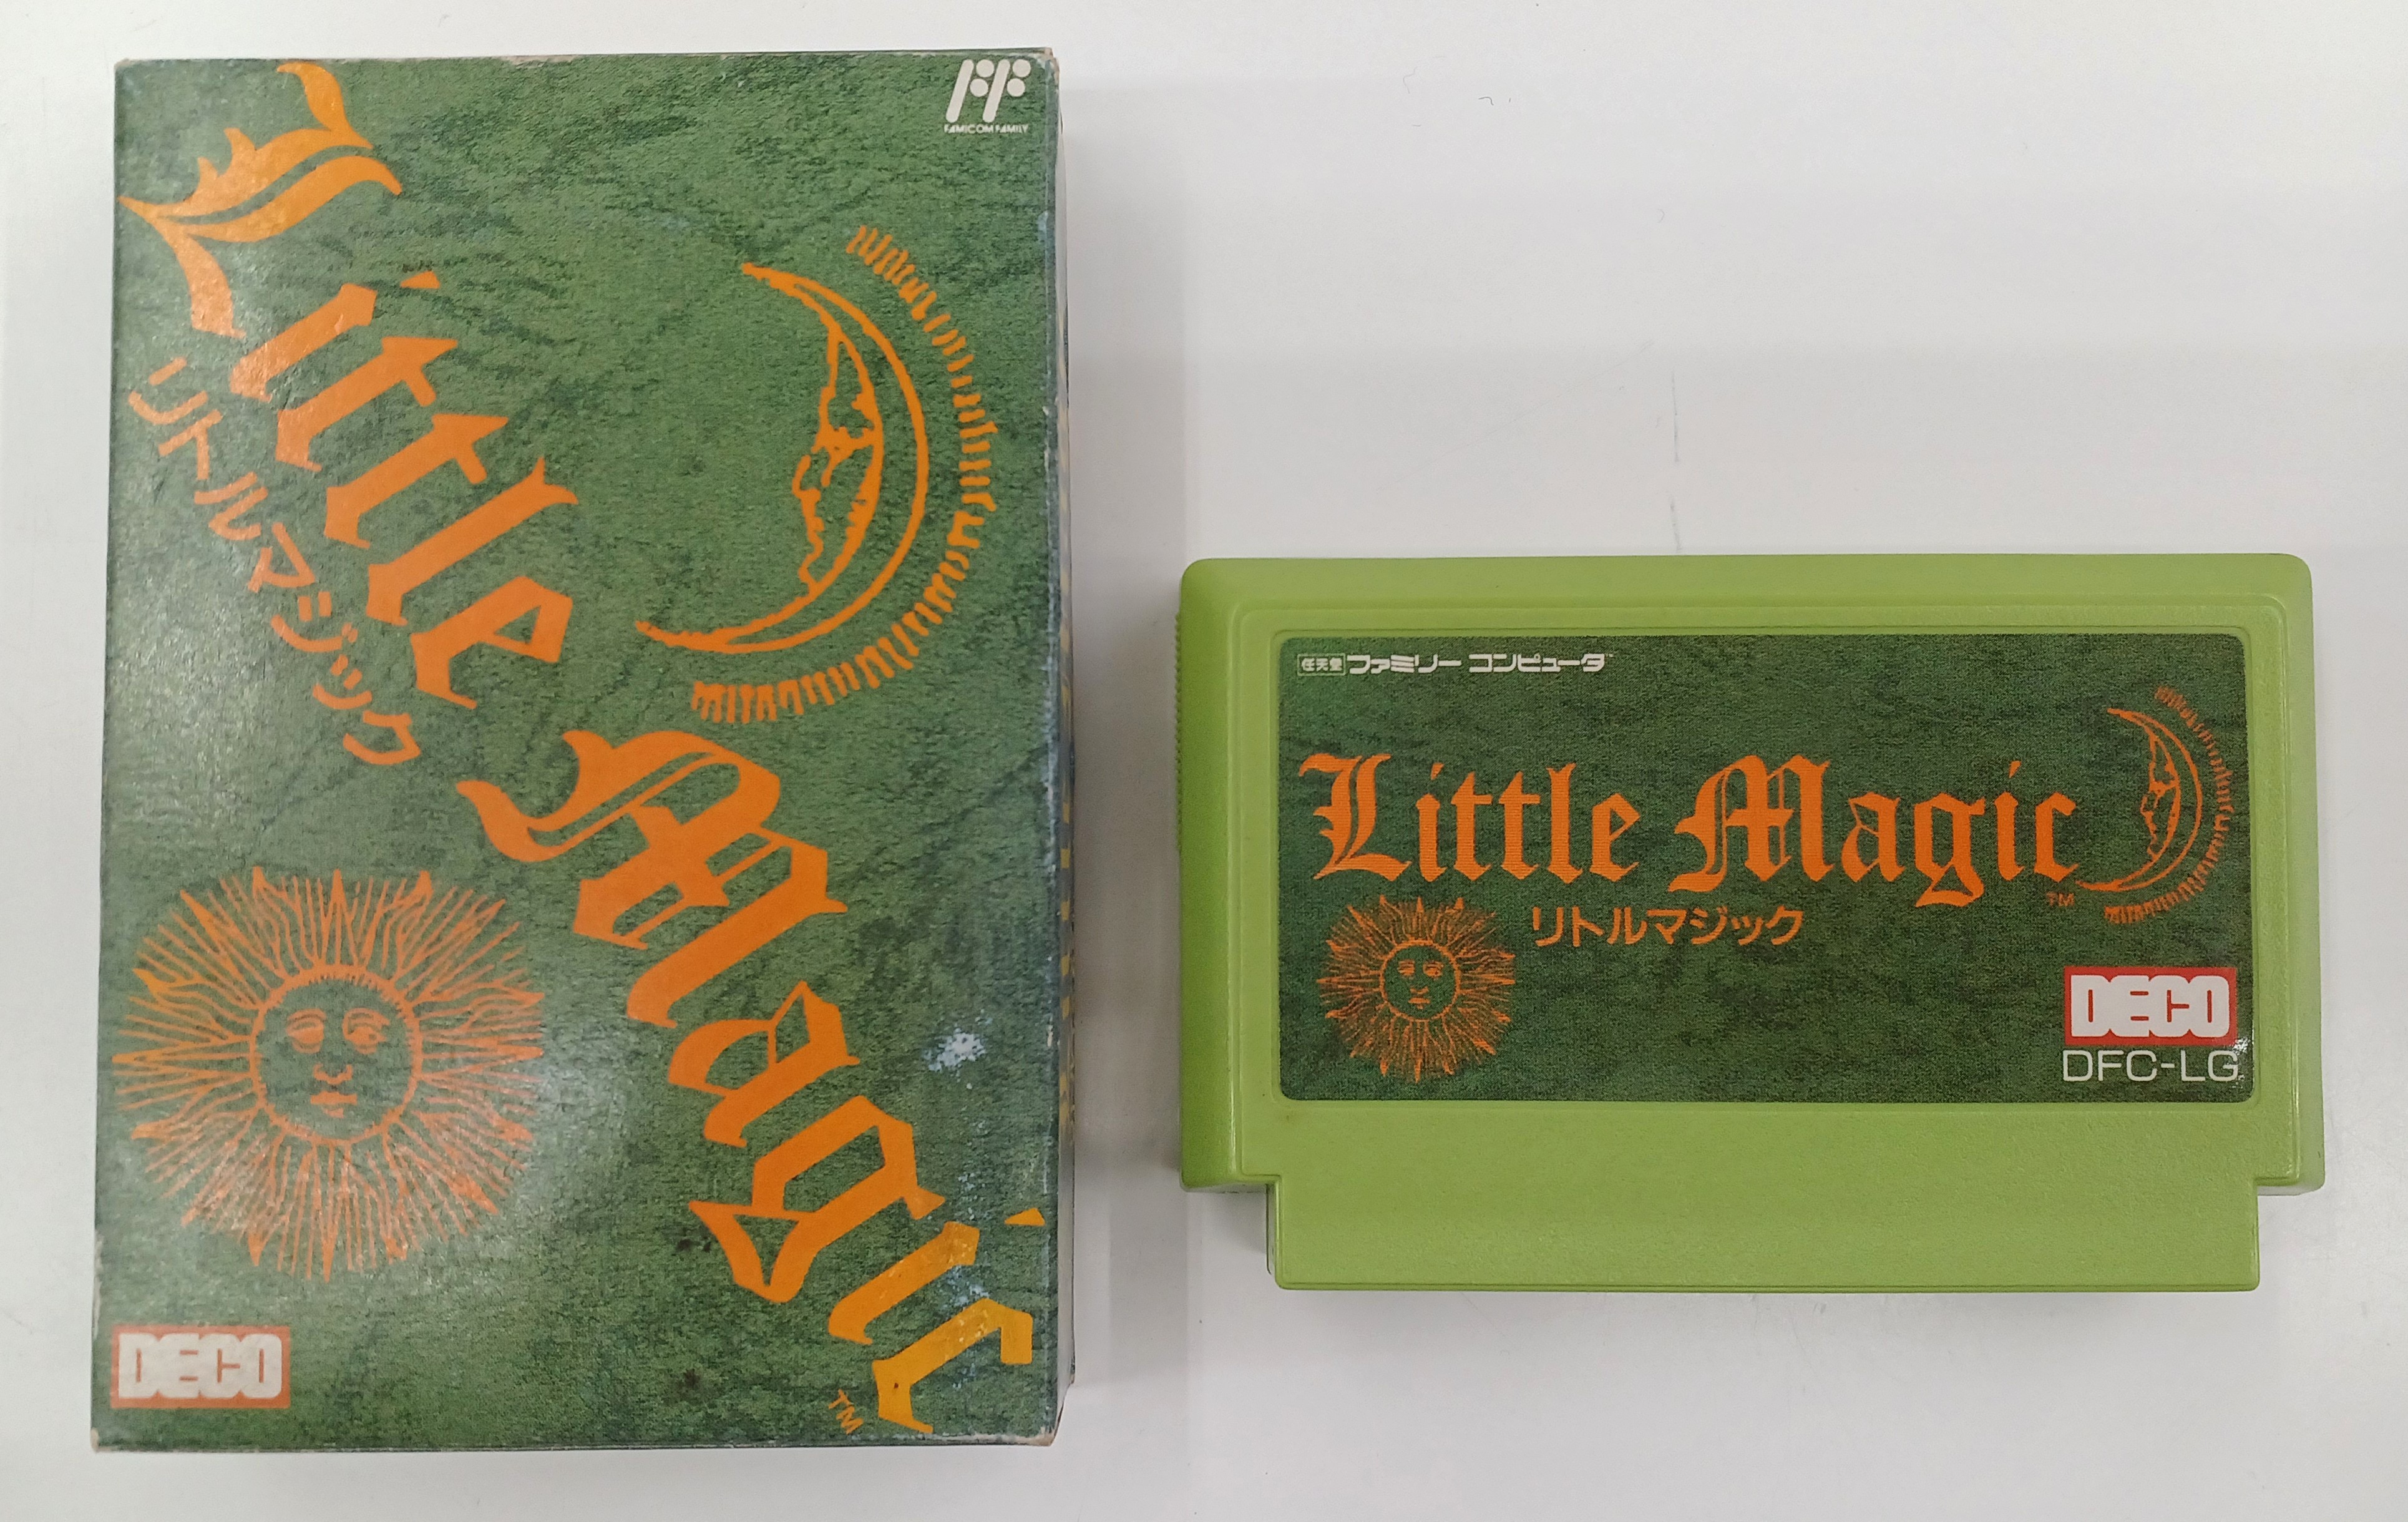 FAMICOM FAMILY
Little Magic
リトルマジック
TM
DECO
任天堂 ファミリー コンピュータ
Little Magic
TM
リトルマジック
DECO
DFC-LG